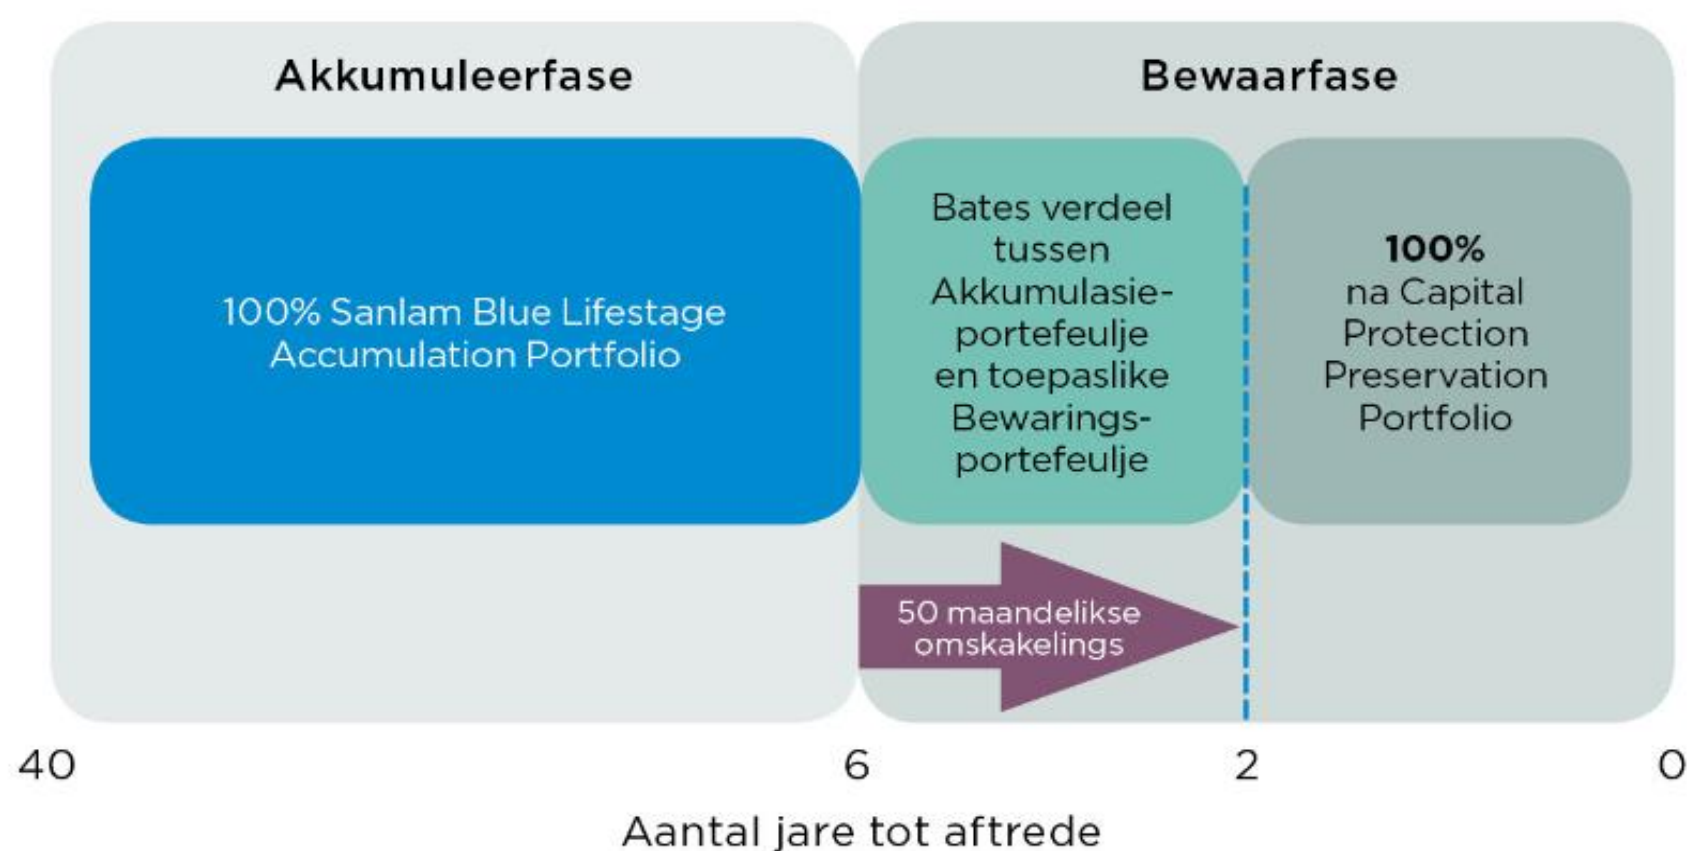 Akkumuleerfase
Bewaarfase
100% Sanlam Blue Lifestage
Accumulation Portfolio
Bates verdeel
tussen
Akkumulasie-
portefeulje
en toepaslike
Bewarings-
portefeulje
100%
na Capital
Protection
Preservation
Portfolio
50 maandelikse
omskakelings
40
6
2
0
Aantal jare tot aftrede